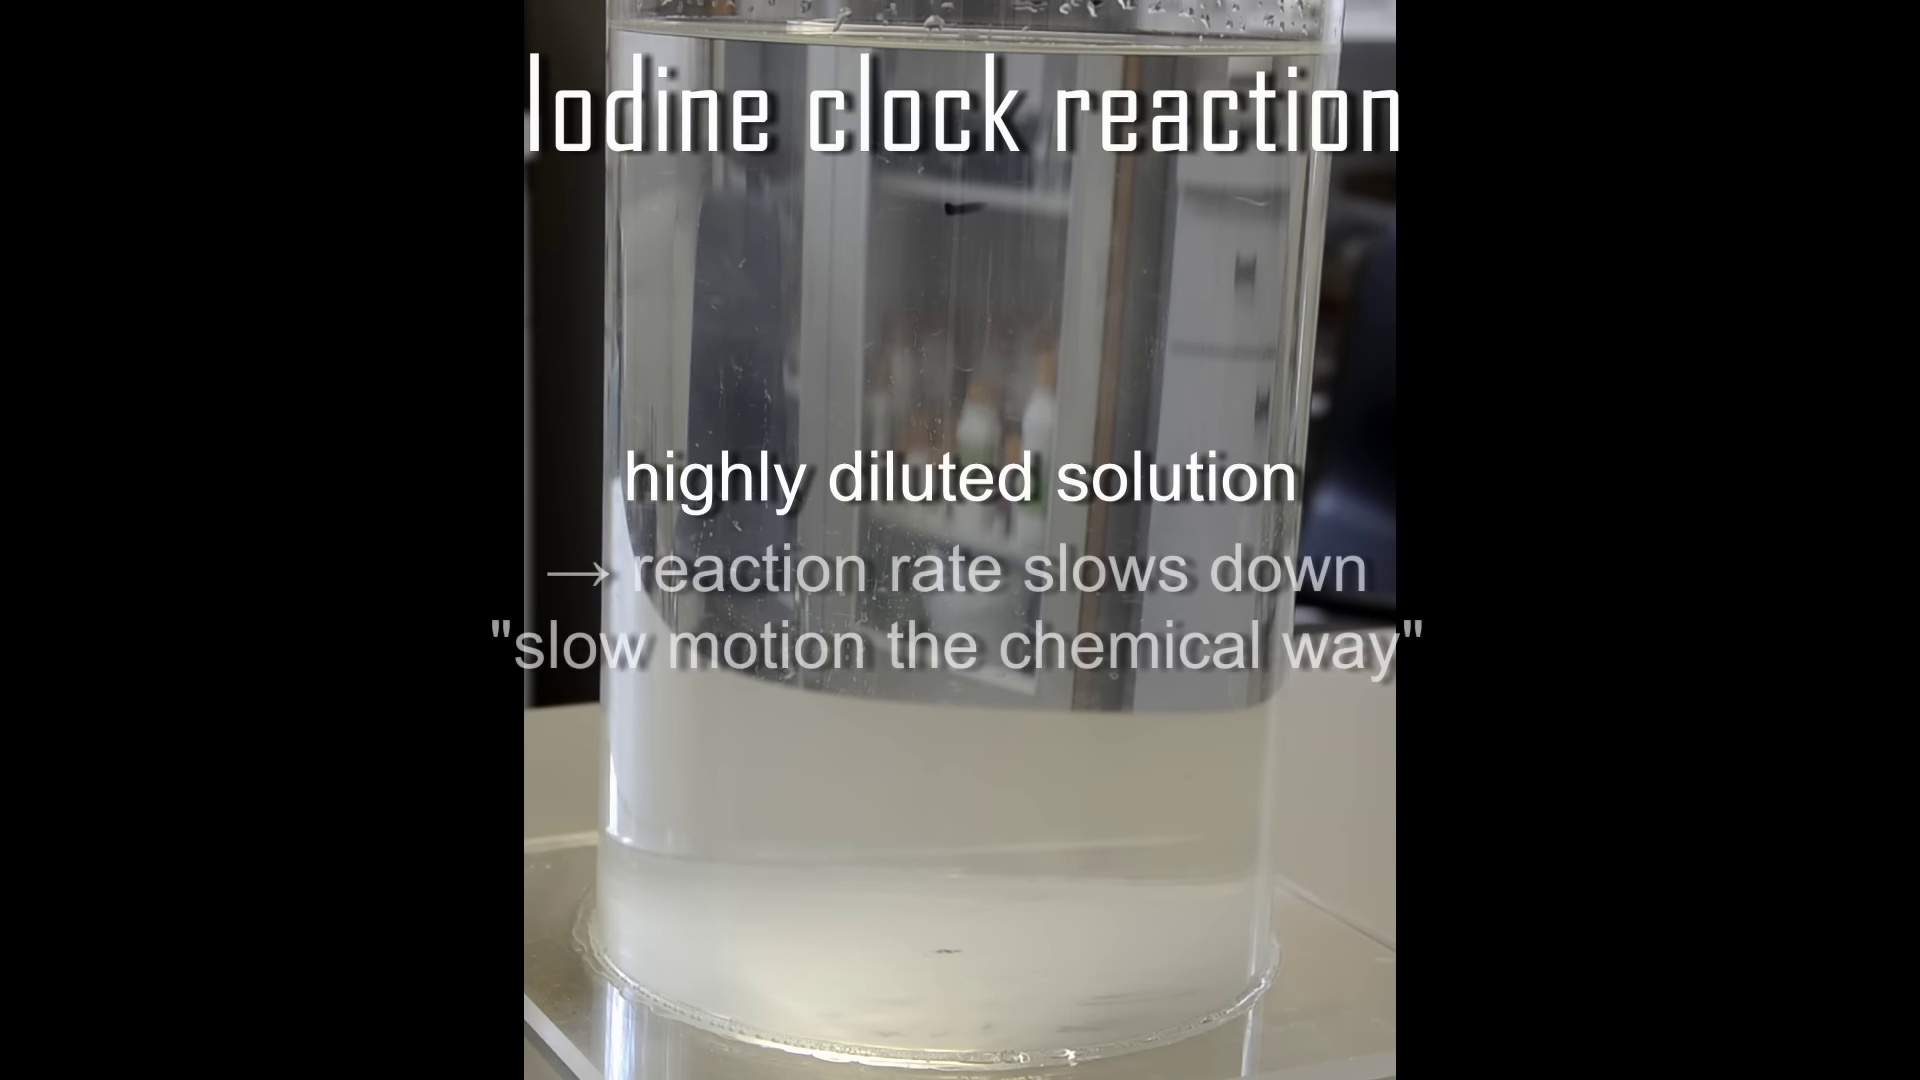 Iodine clock reaction
highly diluted solution
→ reaction rate slows down
"slow motion the chemical way"